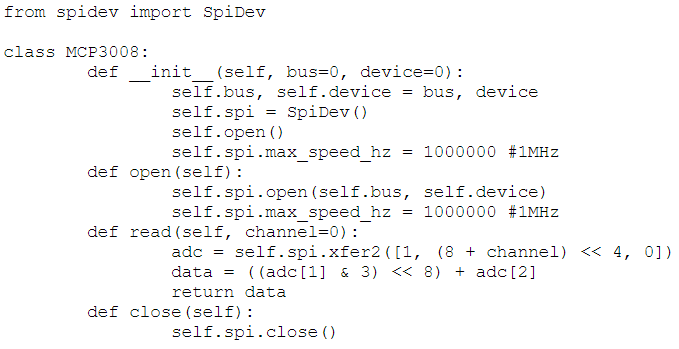 from spidev import SpiDev

class MCP3008:
        def __init__(self, bus=0, device=0):
                self.bus, self.device = bus, device
                self.spi = SpiDev()
                self.open()
                self.spi.max_speed_hz = 1000000 #1MHz
        def open(self):
                self.spi.open(self.bus, self.device)
                self.spi.max_speed_hz = 1000000 #1MHz
        def read(self, channel=0):
                adc = self.spi.xfer2([1, (8 + channel) << 4, 0])
                data = ((adc[1] & 3) << 8) + adc[2]
                return data
        def close(self):
                self.spi.close()